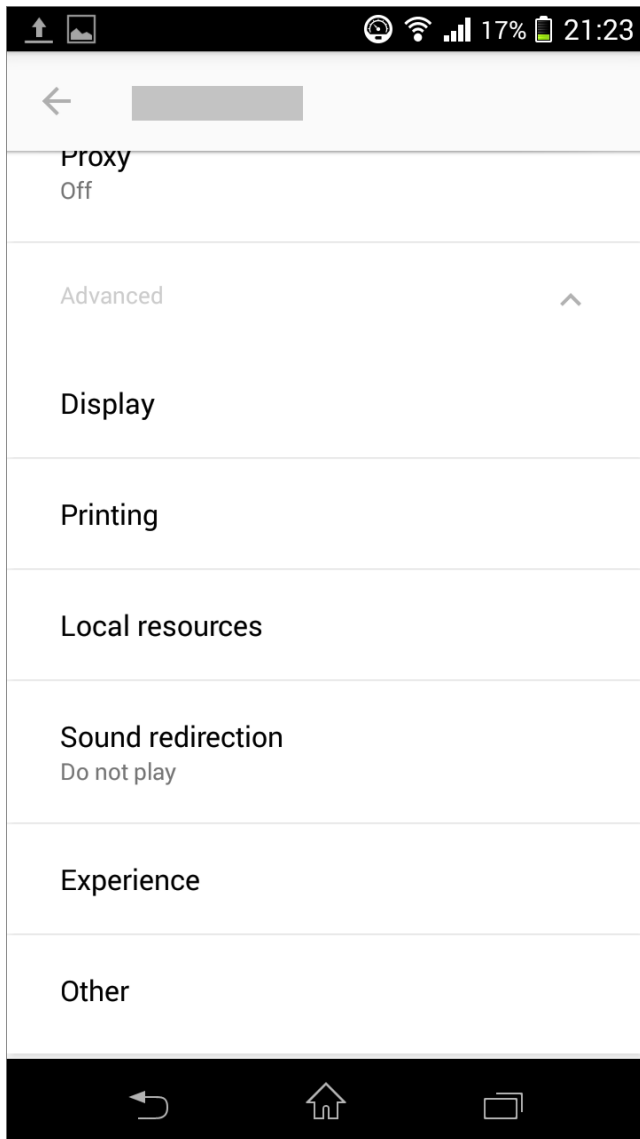 17% 21:23
Proxy
Off
Advanced
Display
Printing
Local resources
Sound redirection
Do not play
Experience
Other